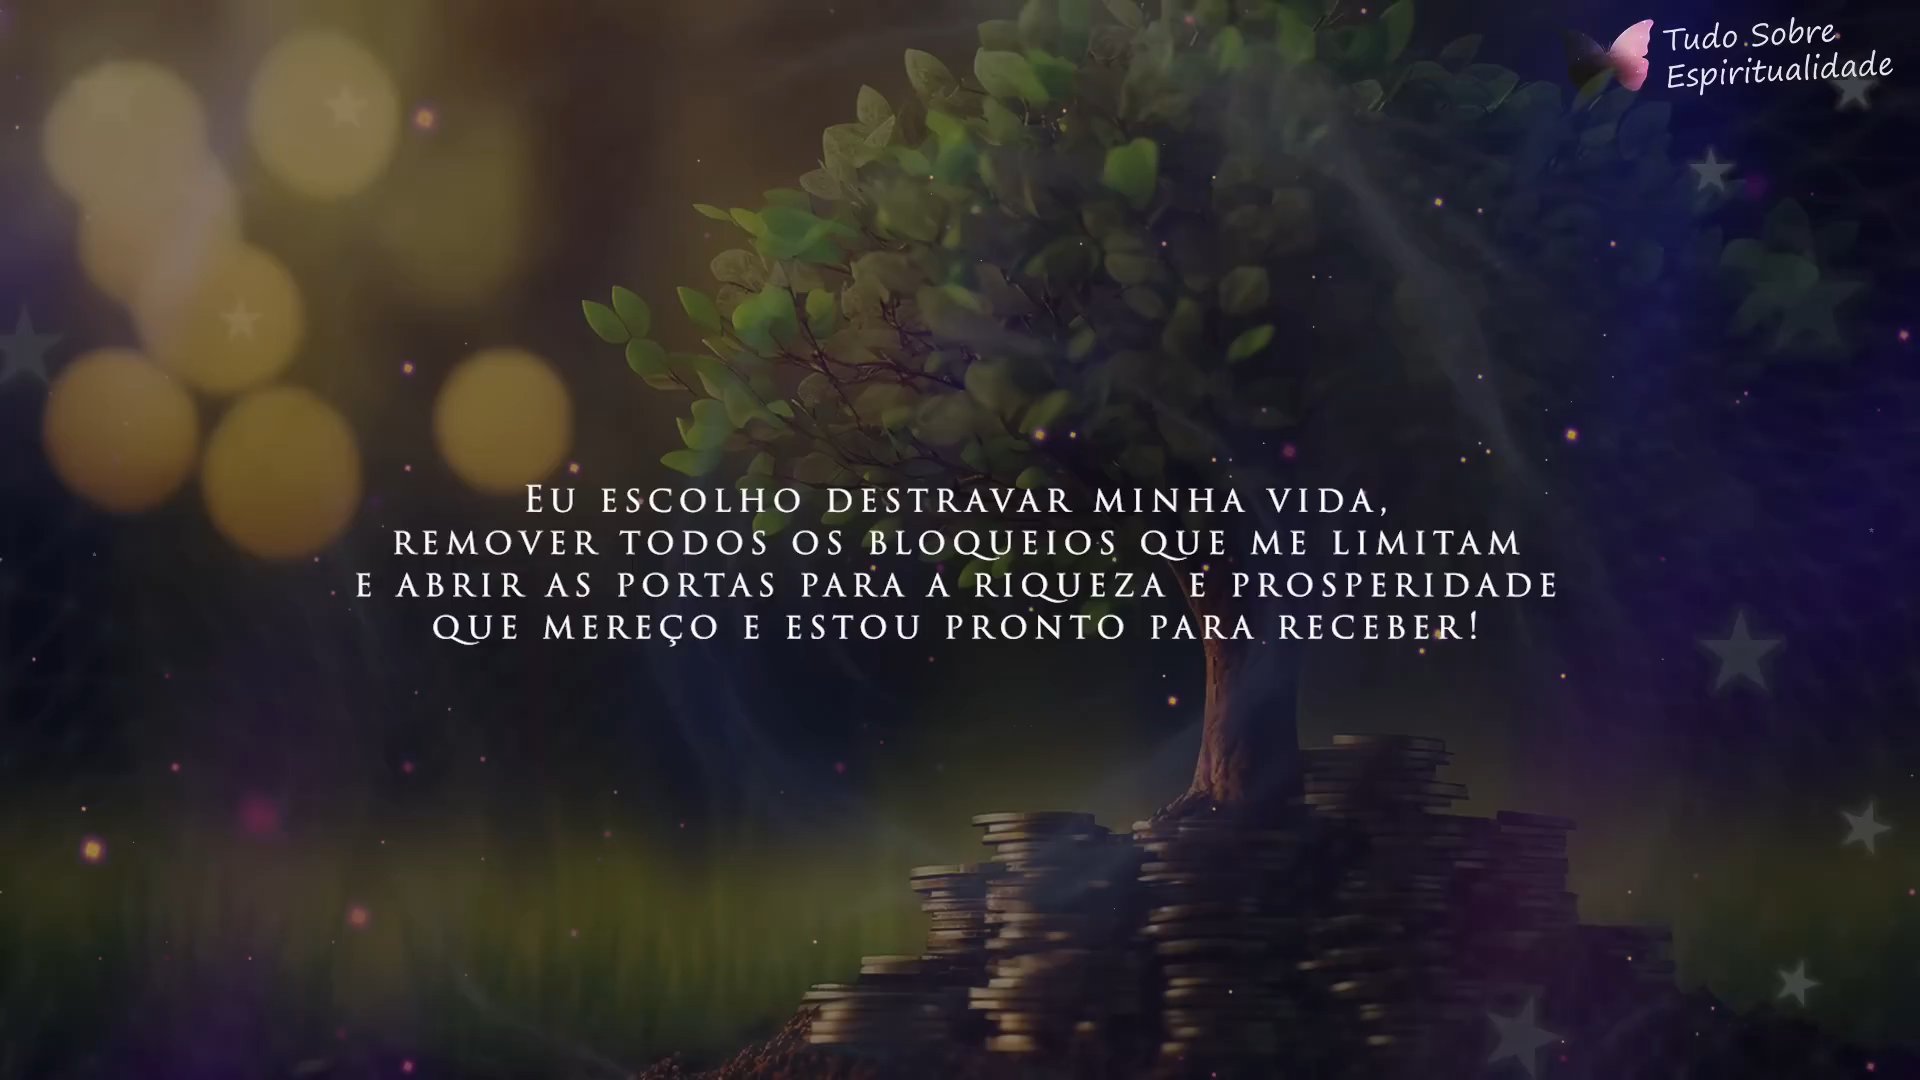 Tudo Sobre
Espiritualidade
Eu escolho destravar minha vida,
remover todos os bloqueios que me limitam
e abrir as portas para a riqueza e prosperidade
que mereço e estou pronto para receber!